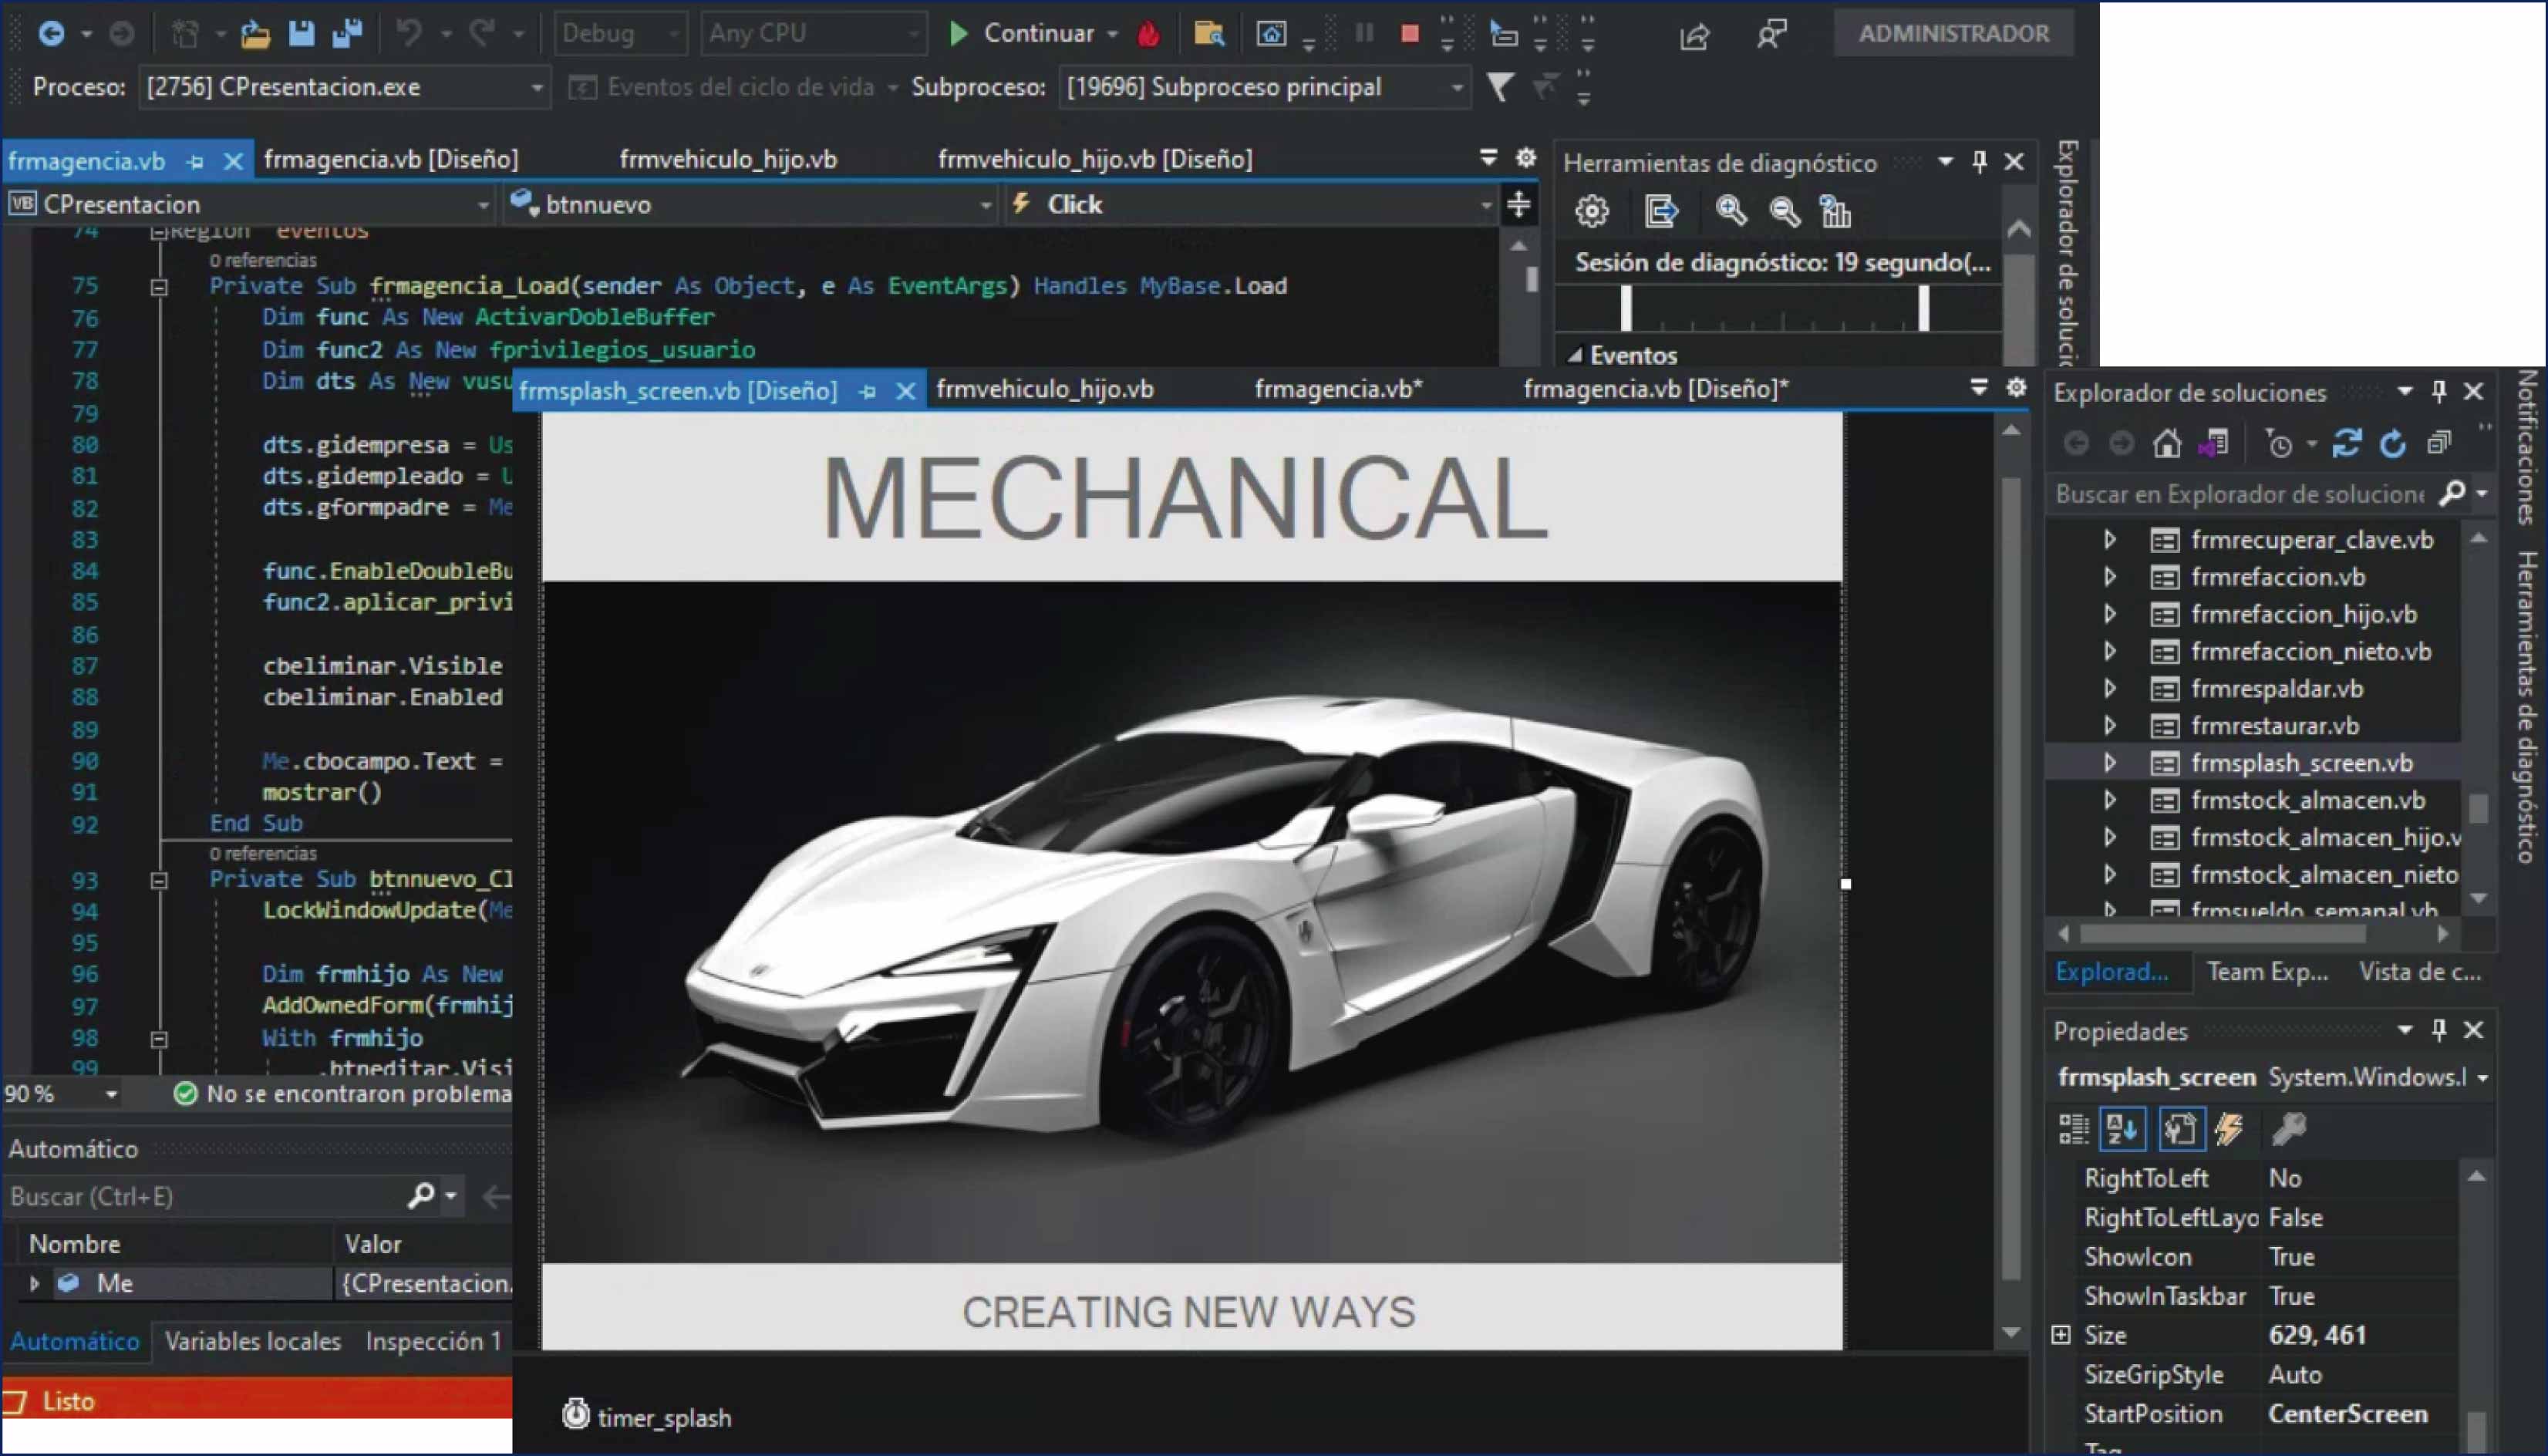 Debug
Any CPU
Continuar
ADMINISTRADOR
Proceso: [2756] CPresentacion.exe
Eventos del ciclo de vida
Subproceso: [19696] Subproceso principal
frmagencia.vb
frmagencia.vb [Diseño]
frmvehiculo_hijo.vb
frmvehiculo_hijo.vb [Diseño]
VB CPresentacion
btnnuevo
Click
74 Region "eventos
0 referencias
75 Private Sub frmagencia_Load(sender As Object, e As EventArgs) Handles MyBase.Load
76 Dim func As New ActivarDobleBuffer
77 Dim func2 As New fprivilegios_usuario
78 Dim dts As New vusu
79
80 dts.gidempresa = Us
81 dts.gidempleado = U
82 dts.gformpadre = Me
83
84 func.EnableDoubleBu
85 func2.aplicar_privi
86
87 cbeliminar.Visible
88 cbeliminar.Enabled
89
90 Me.cbocampo.Text =
91 mostrar()
92 End Sub
0 referencias
93 Private Sub btnnuevo_Cl
94 LockWindowUpdate(Me
95
96 Dim frmhijo As New
97 AddOwnedForm(frmhij
98 With frmhijo
99 .btneditar.Visi
90 %
No se encontraron problema
Automático
Buscar (Ctrl+E)
Nombre Valor
Me {CPresentacion.
Automático Variables locales Inspección 1
Listo
Herramientas de diagnóstico
Sesión de diagnóstico: 19 segundo(...
Eventos
Explorador de soluci
frmsplash_screen.vb [Diseño]
frmvehiculo_hijo.vb
frmagencia.vb*
frmagencia.vb [Diseño]*
MECHANICAL
CREATING NEW WAYS
timer_splash
Explorador de soluciones
Buscar en Explorador de solucione
frmrecuperar_clave.vb
frmrefaccion.vb
frmrefaccion_hijo.vb
frmrefaccion_nieto.vb
frmrespaldar.vb
frmrestaurar.vb
frmsplash_screen.vb
frmstock_almacen.vb
frmstock_almacen_hijo.v
frmstock_almacen_nieto
frmsueldo_semanal.vb
Explorad... Team Exp... Vista de c...
Propiedades
frmsplash_screen System.Windows.l
RightToLeft No
RightToLeftLayo False
ShowIcon True
ShowInTaskbar True
Size 629, 461
SizeGripStyle Auto
StartPosition CenterScreen
Tag
Notificaciones
Herramientas de diagnóstico